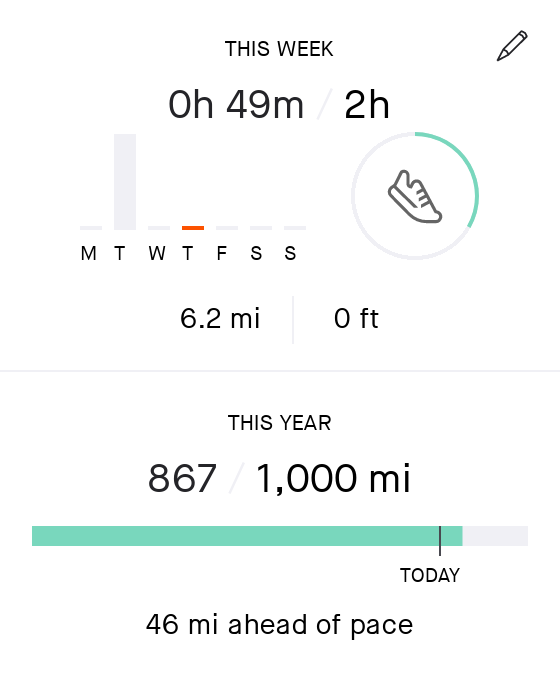 THIS WEEK
0h 49m / 2h
M T W T F S S
6.2 mi 0 ft
THIS YEAR
867 / 1,000 mi
TODAY
46 mi ahead of pace